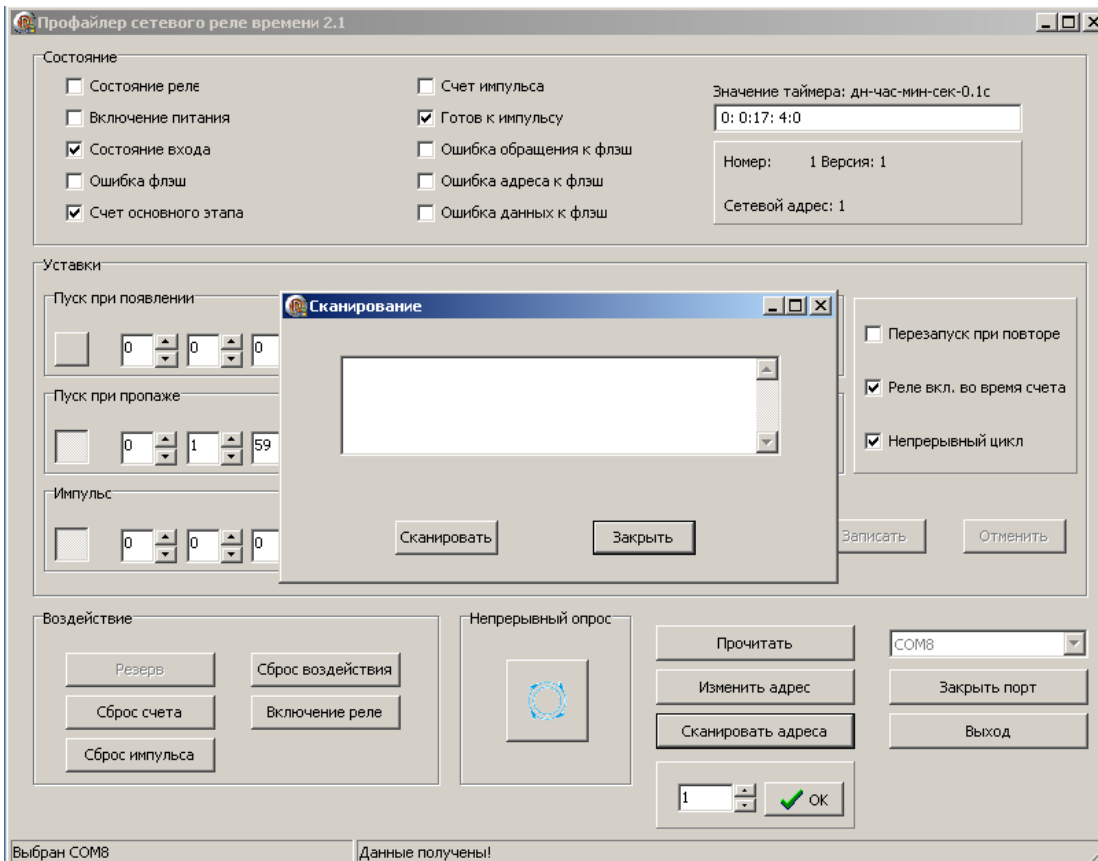 Профайлер сетевого реле времени 2.1
Состояние
Состояние реле
Включение питания
Состояние входа
Ошибка флэш
Счет основного этапа
Счет импульса
Готов к импульсу
Ошибка обращения к флэш
Ошибка адреса к флэш
Ошибка данных к флэш
Значение таймера: дн-час-мин-сек-0.1с
0: 0:17: 4:0
Номер: 1 Версия: 1
Сетевой адрес: 1
Уставки
Пуск при появлении
0 0 0
Пуск при пропаже
0 1 59
Импульс
0 0 0
Сканирование
Сканировать
Закрыть
Перезапуск при повторе
Реле вкл. во время счета
Непрерывный цикл
Записать
Отменить
Воздействие
Резерв
Сброс счета
Сброс импульса
Сброс воздействия
Включение реле
Непрерывный опрос
Прочитать
Изменить адрес
Сканировать адреса
1
OK
COM8
Закрыть порт
Выход
Выбран COM8
Данные получены!